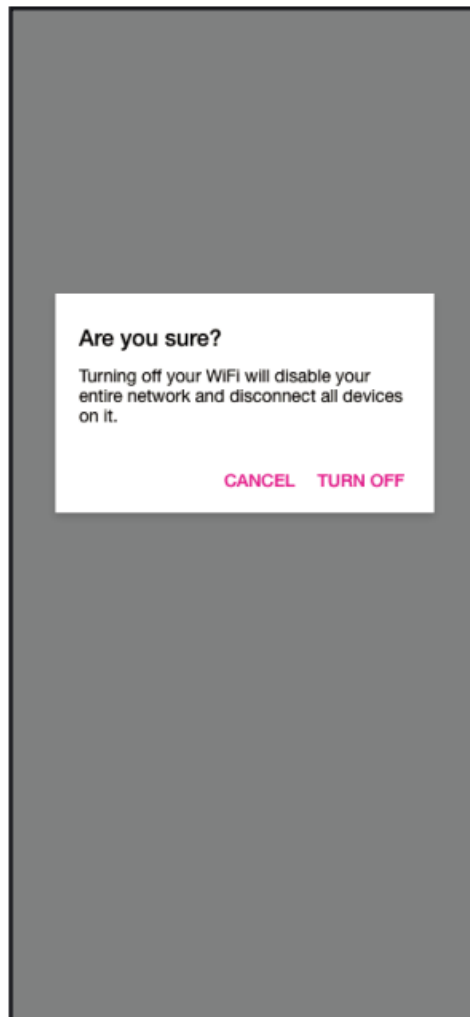 Are you sure?
Turning off your WiFi will disable your
entire network and disconnect all devices
on it.
CANCEL TURN OFF